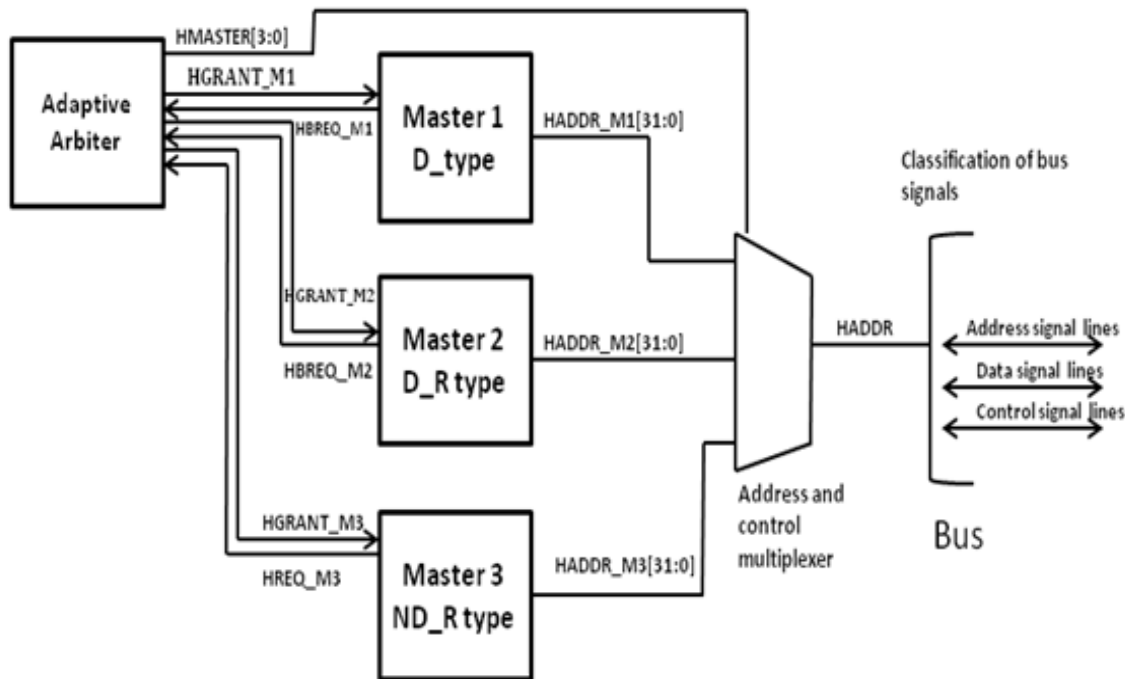 HMASTER[3:0]
HGRANT_M1
Adaptive
Arbiter
HBREQ_M1
Master 1
D_type
HADDR_M1[31:0]
Classification of bus
signals
HGRANT_M2
HBREQ_M2
Master 2
D_R type
HADDR_M2[31:0]
HADDR
Address signal lines
Data signal lines
Control signal lines
HGRANT_M3
HREQ_M3
Master 3
ND_R type
HADDR_M3[31:0]
Address and
control
multiplexer
Bus